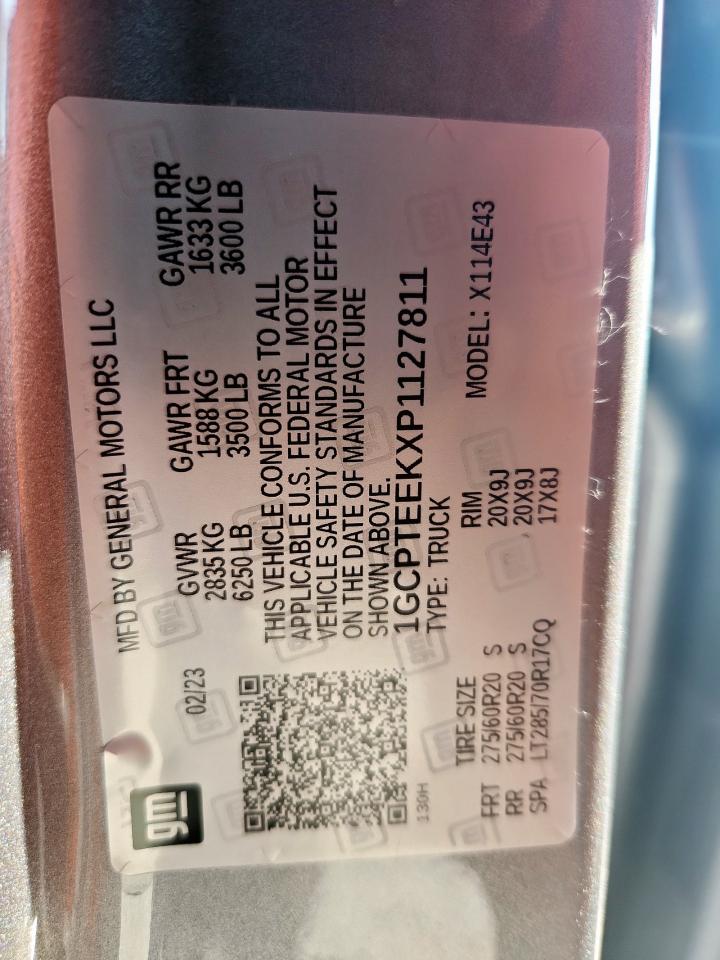 gm
MFD BY GENERAL MOTORS LLC
02/23
GVWR GAWR FRT GAWR RR
2835 KG 1588 KG 1633 KG
6250 LB 3500 LB 3600 LB
THIS VEHICLE CONFORMS TO ALL
APPLICABLE U.S. FEDERAL MOTOR
VEHICLE SAFETY STANDARDS IN EFFECT
ON THE DATE OF MANUFACTURE
SHOWN ABOVE.
1GCPTEEKXP1127811
130H
TYPE: TRUCK
TIRE SIZE RIM MODEL: X114E43
FRT 275/60R20 S 20X9J
RR 275/60R20 S 20X9J
SPA LT285/70R17CQ 17X8J